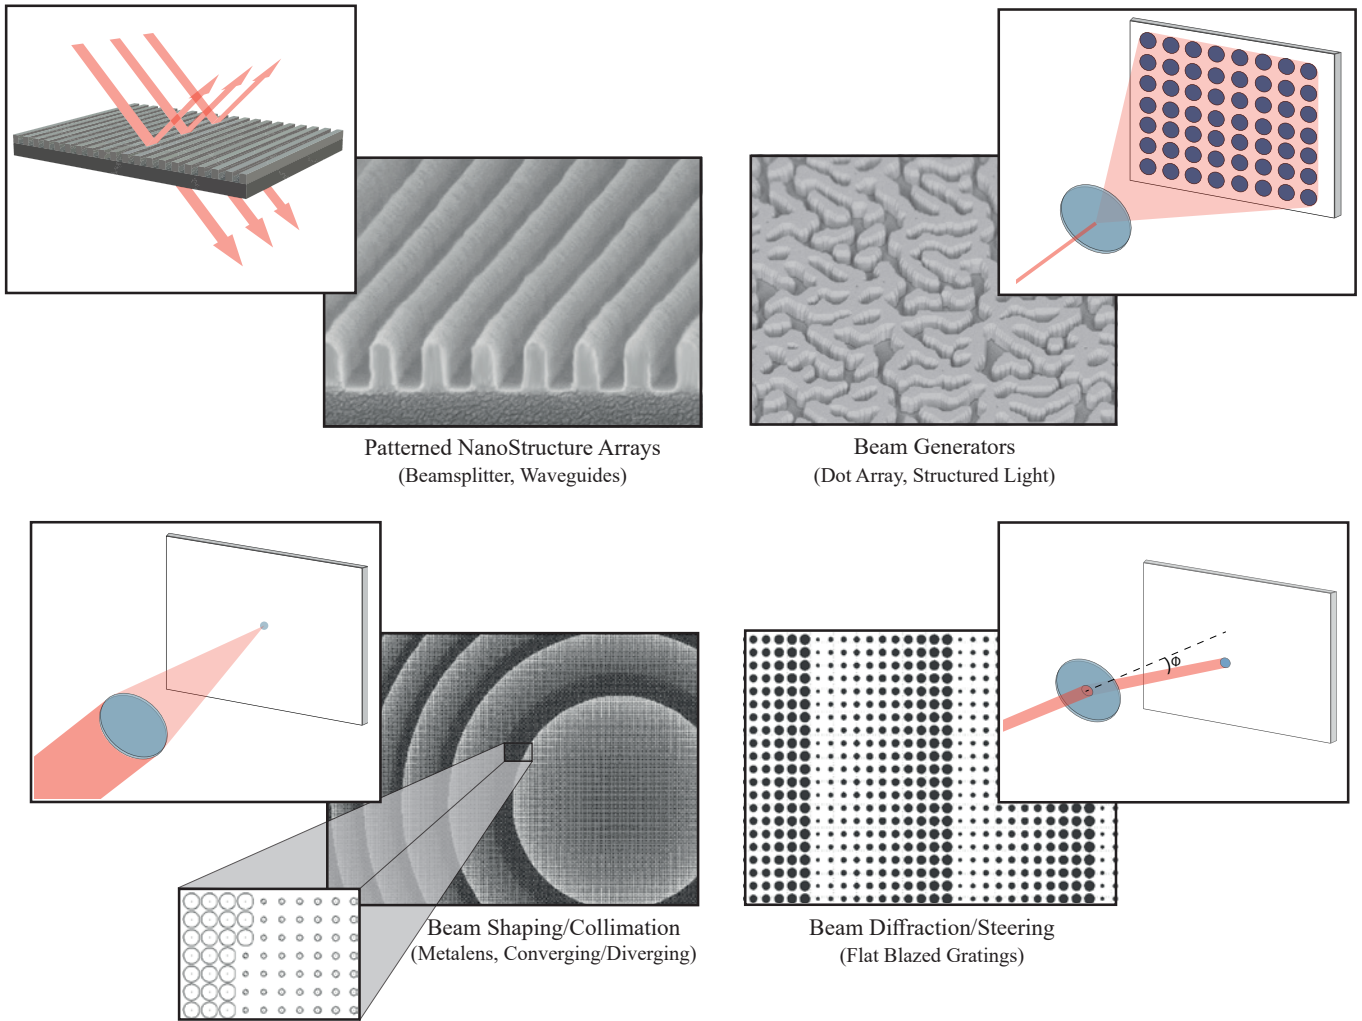 Patterned NanoStructure Arrays
(Beamsplitter, Waveguides)
Beam Generators
(Dot Array, Structured Light)
Φ
Beam Shaping/Collimation
(Metalens, Converging/Diverging)
Beam Diffraction/Steering
(Flat Blazed Gratings)